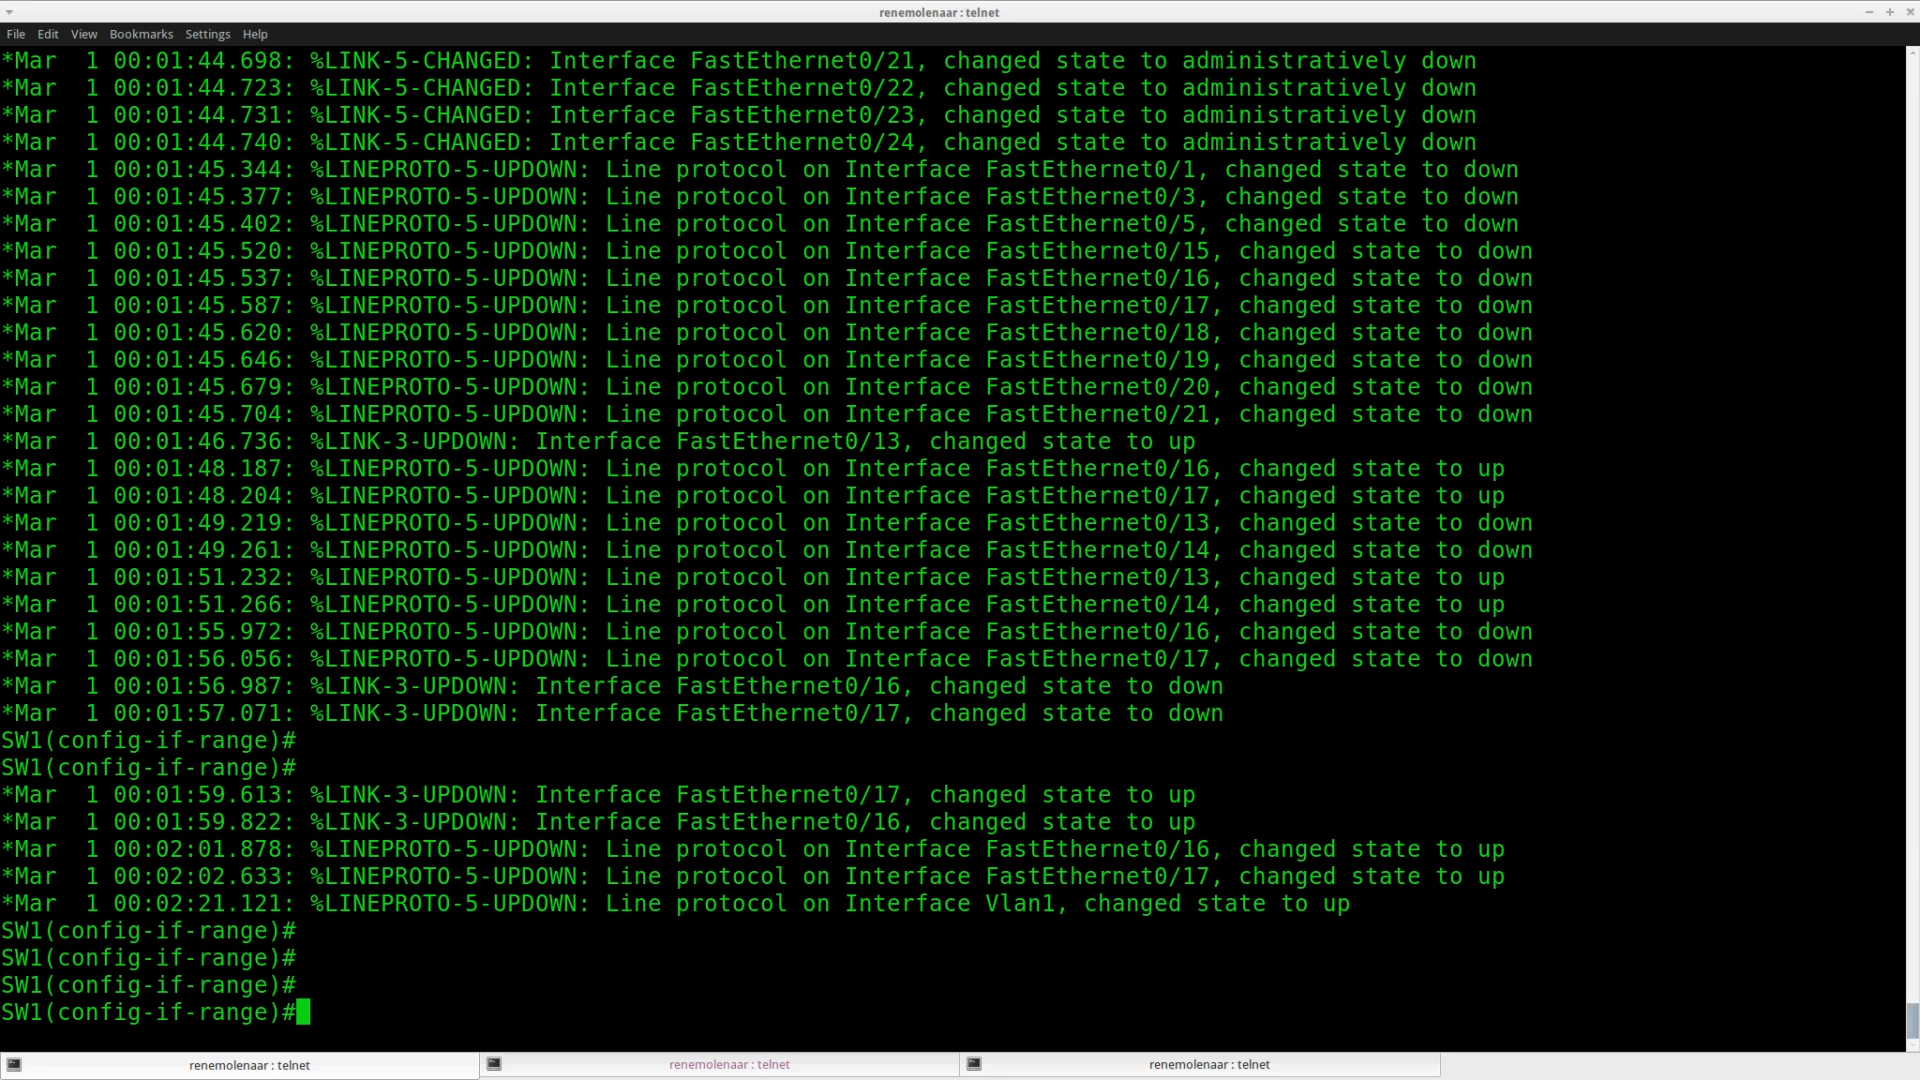 renemolenaar : telnet
File Edit View Bookmarks Settings Help
*Mar  1 00:01:44.698: %LINK-5-CHANGED: Interface FastEthernet0/21, changed state to administratively down
*Mar  1 00:01:44.723: %LINK-5-CHANGED: Interface FastEthernet0/22, changed state to administratively down
*Mar  1 00:01:44.731: %LINK-5-CHANGED: Interface FastEthernet0/23, changed state to administratively down
*Mar  1 00:01:44.740: %LINK-5-CHANGED: Interface FastEthernet0/24, changed state to administratively down
*Mar  1 00:01:45.344: %LINEPROTO-5-UPDOWN: Line protocol on Interface FastEthernet0/1, changed state to down
*Mar  1 00:01:45.377: %LINEPROTO-5-UPDOWN: Line protocol on Interface FastEthernet0/3, changed state to down
*Mar  1 00:01:45.402: %LINEPROTO-5-UPDOWN: Line protocol on Interface FastEthernet0/5, changed state to down
*Mar  1 00:01:45.520: %LINEPROTO-5-UPDOWN: Line protocol on Interface FastEthernet0/15, changed state to down
*Mar  1 00:01:45.537: %LINEPROTO-5-UPDOWN: Line protocol on Interface FastEthernet0/16, changed state to down
*Mar  1 00:01:45.587: %LINEPROTO-5-UPDOWN: Line protocol on Interface FastEthernet0/17, changed state to down
*Mar  1 00:01:45.620: %LINEPROTO-5-UPDOWN: Line protocol on Interface FastEthernet0/18, changed state to down
*Mar  1 00:01:45.646: %LINEPROTO-5-UPDOWN: Line protocol on Interface FastEthernet0/19, changed state to down
*Mar  1 00:01:45.679: %LINEPROTO-5-UPDOWN: Line protocol on Interface FastEthernet0/20, changed state to down
*Mar  1 00:01:45.704: %LINEPROTO-5-UPDOWN: Line protocol on Interface FastEthernet0/21, changed state to down
*Mar  1 00:01:46.736: %LINK-3-UPDOWN: Interface FastEthernet0/13, changed state to up
*Mar  1 00:01:48.187: %LINEPROTO-5-UPDOWN: Line protocol on Interface FastEthernet0/16, changed state to up
*Mar  1 00:01:48.204: %LINEPROTO-5-UPDOWN: Line protocol on Interface FastEthernet0/17, changed state to up
*Mar  1 00:01:49.219: %LINEPROTO-5-UPDOWN: Line protocol on Interface FastEthernet0/13, changed state to down
*Mar  1 00:01:49.261: %LINEPROTO-5-UPDOWN: Line protocol on Interface FastEthernet0/14, changed state to down
*Mar  1 00:01:51.232: %LINEPROTO-5-UPDOWN: Line protocol on Interface FastEthernet0/13, changed state to up
*Mar  1 00:01:51.266: %LINEPROTO-5-UPDOWN: Line protocol on Interface FastEthernet0/14, changed state to up
*Mar  1 00:01:55.972: %LINEPROTO-5-UPDOWN: Line protocol on Interface FastEthernet0/16, changed state to down
*Mar  1 00:01:56.056: %LINEPROTO-5-UPDOWN: Line protocol on Interface FastEthernet0/17, changed state to down
*Mar  1 00:01:56.987: %LINK-3-UPDOWN: Interface FastEthernet0/16, changed state to down
*Mar  1 00:01:57.071: %LINK-3-UPDOWN: Interface FastEthernet0/17, changed state to down
SW1(config-if-range)#
SW1(config-if-range)#
*Mar  1 00:01:59.613: %LINK-3-UPDOWN: Interface FastEthernet0/17, changed state to up
*Mar  1 00:01:59.822: %LINK-3-UPDOWN: Interface FastEthernet0/16, changed state to up
*Mar  1 00:02:01.878: %LINEPROTO-5-UPDOWN: Line protocol on Interface FastEthernet0/16, changed state to up
*Mar  1 00:02:02.633: %LINEPROTO-5-UPDOWN: Line protocol on Interface FastEthernet0/17, changed state to up
*Mar  1 00:02:21.121: %LINEPROTO-5-UPDOWN: Line protocol on Interface Vlan1, changed state to up
SW1(config-if-range)#
SW1(config-if-range)#
SW1(config-if-range)#
SW1(config-if-range)#
renemolenaar : telnet renemolenaar : telnet renemolenaar : telnet